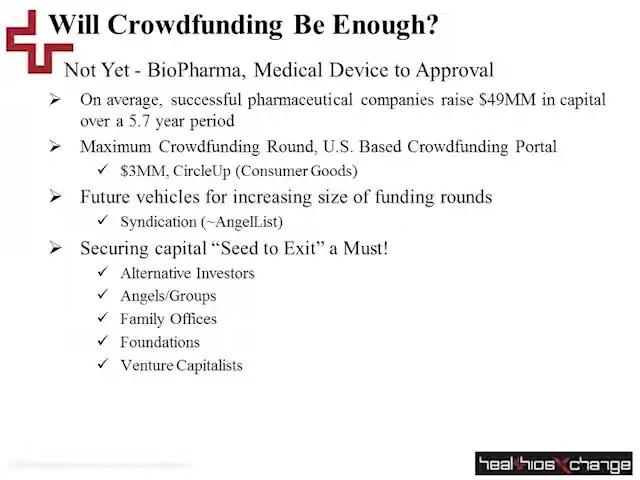 Will Crowdfunding Be Enough?
Not Yet - BioPharma, Medical Device to Approval
On average, successful pharmaceutical companies raise $49MM in capital
over a 5.7 year period
Maximum Crowdfunding Round, U.S. Based Crowdfunding Portal
$3MM, CircleUp (Consumer Goods)
Future vehicles for increasing size of funding rounds
Syndication (~AngelList)
Securing capital “Seed to Exit” a Must!
Alternative Investors
Angels/Groups
Family Offices
Foundations
Venture Capitalists
HealthiosXchange